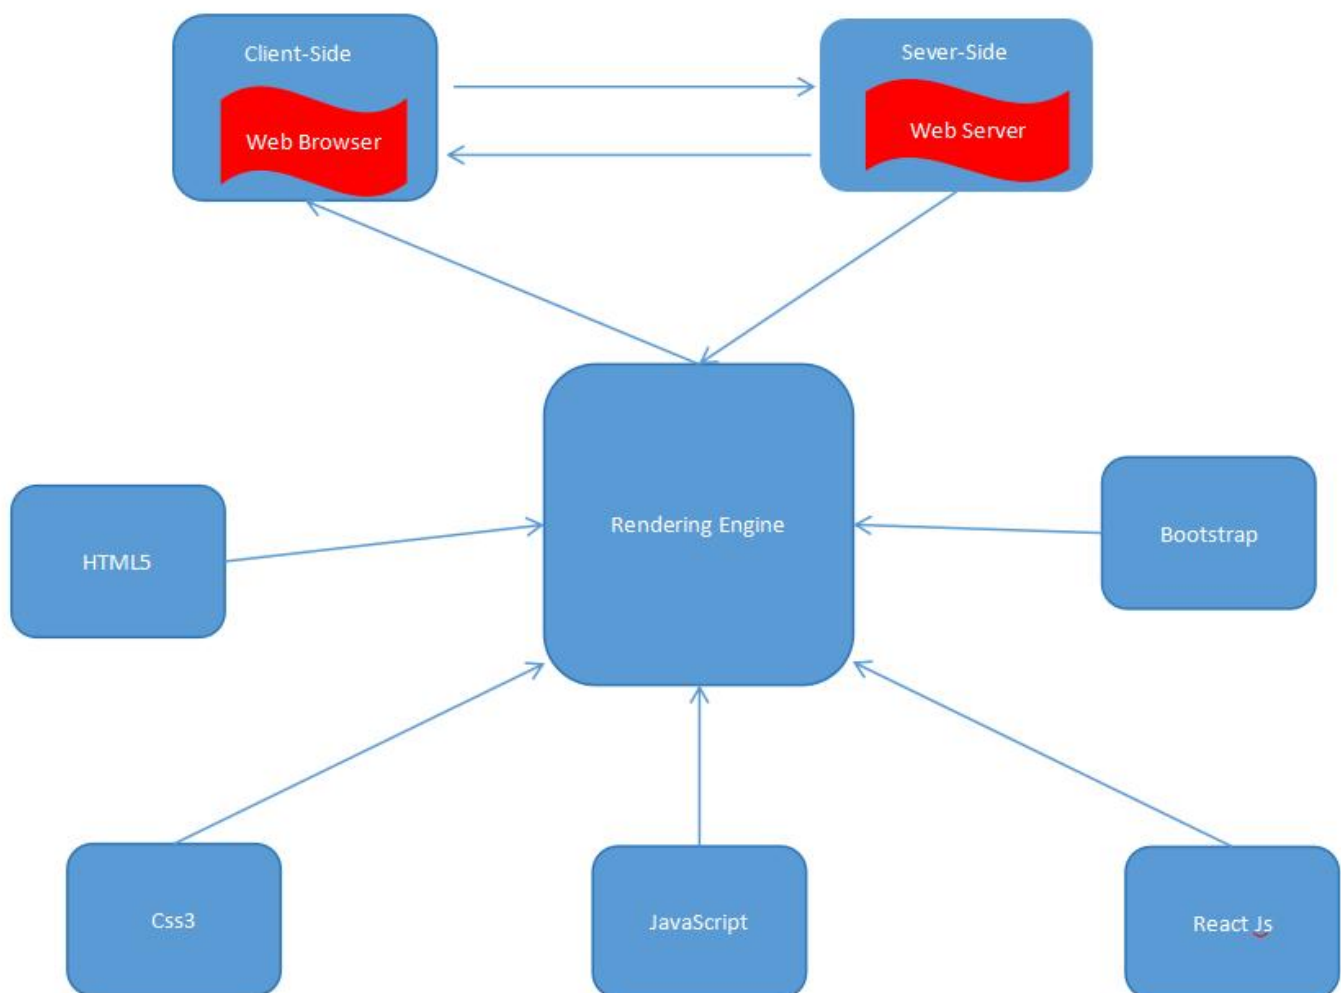 Client-Side
Sever-Side
Web Browser
Web Server
Rendering Engine
Bootstrap
HTML5
Css3
JavaScript
React Js